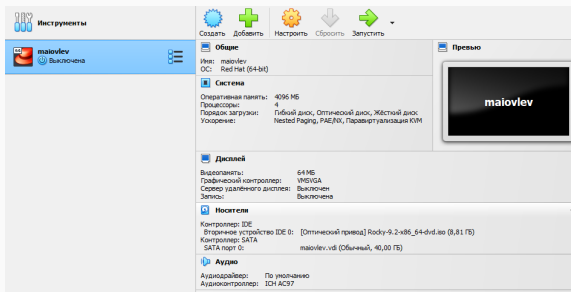 Инструменты
Создать Добавить Настроить Сбросить Запустить
maiovlev
Выключена
Общие
Имя: maiovlev
ОС: Red Hat (64-bit)
Превью
maiovlev
Система
Оперативная память: 4096 МБ
Процессоры: 4
Порядок загрузки: Гибкий диск, Оптический диск, Жёсткий диск
Ускорение: Nested Paging, PAE/NX, Паравиртуализация KVM
Дисплей
Видеопамять: 64 МБ
Графический контроллер: VMSVGA
Сервер удалённого дисплея: Выключен
Запись: Выключена
Носители
Контроллер: IDE
Вторичное устройство IDE 0: [Оптический привод] Rocky-9.2-x86_64-dvd.iso (8,81 ГБ)
Контроллер: SATA
SATA порт 0: maiovlev.vdi (Обычный, 40,00 ГБ)
Аудио
Аудиодрайвер: По умолчанию
Аудиоконтроллер: ICH AC97